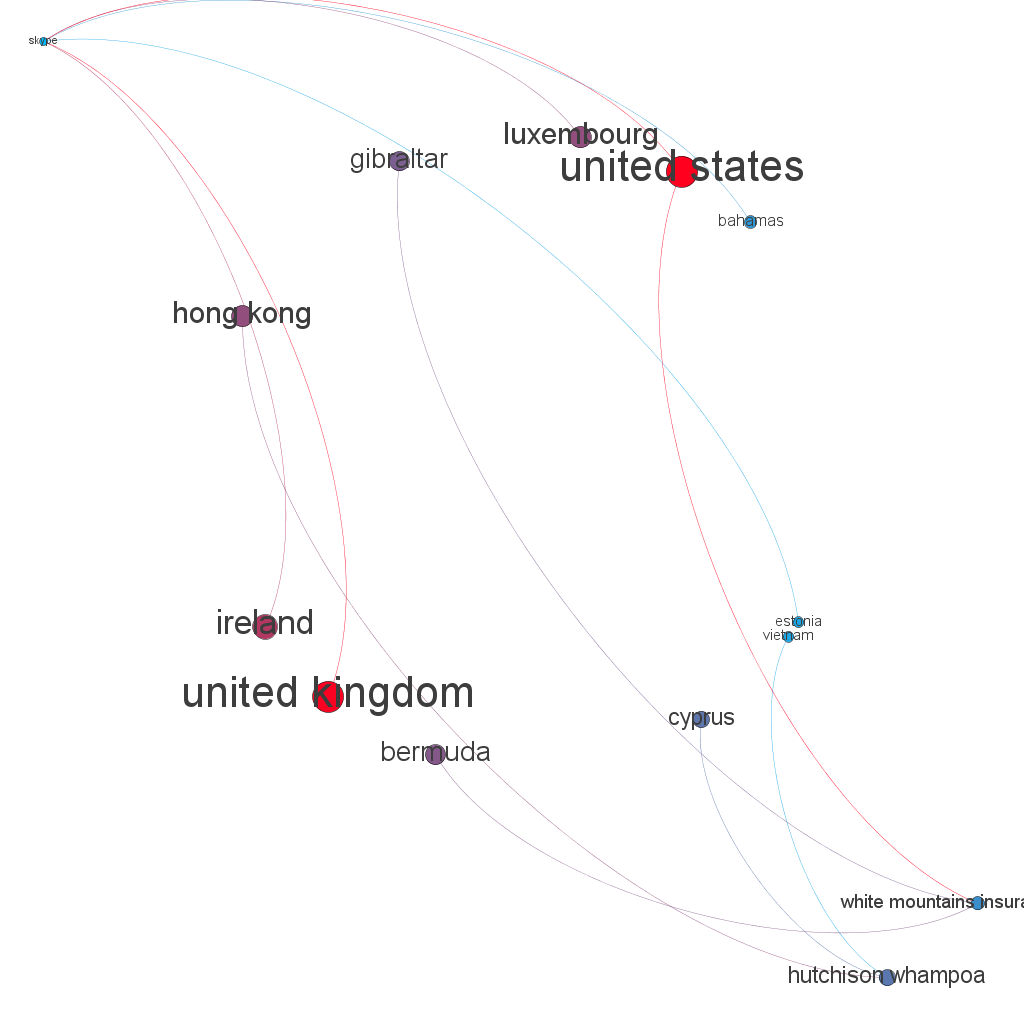 skype
luxembourg
gibraltar
united states
bahamas
hong kong
ireland
estonia
vietnam
united kingdom
cyprus
bermuda
white mountains insura
hutchison whampoa